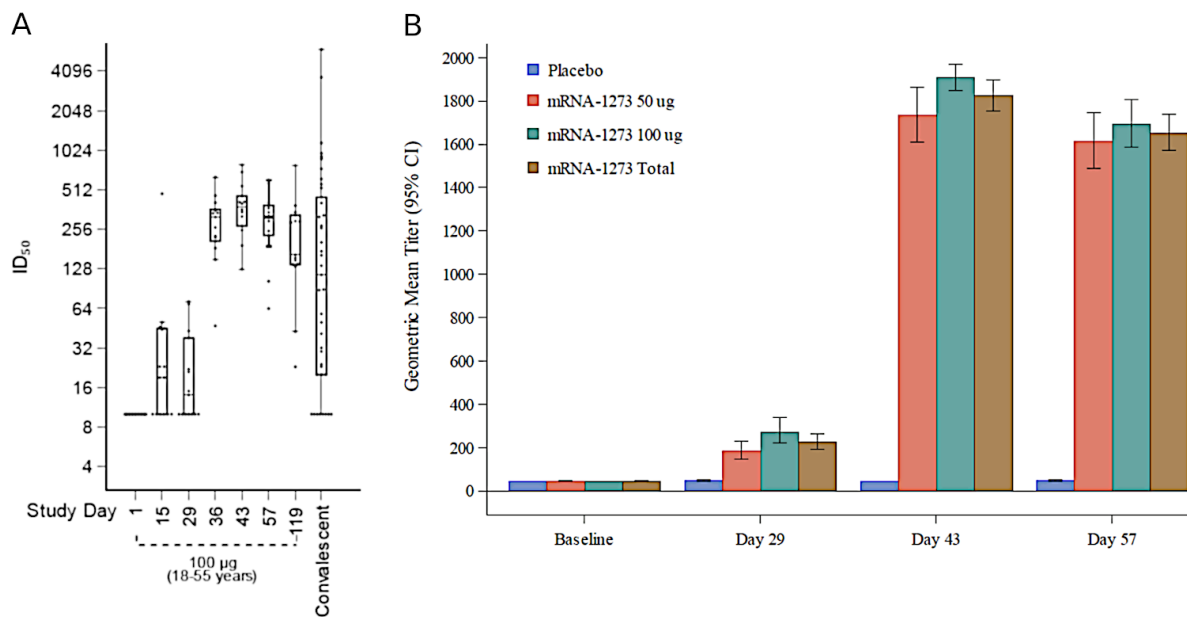 A
ID50
4096
2048
1024
512
256
128
64
32
16
8
4
Study Day
1
15
29
36
43
57
119
Convalescent
100 µg
(18-55 years)
B
Geometric Mean Titer (95% CI)
2000
1800
1600
1400
1200
1000
800
600
400
200
0
Placebo
mRNA-1273 50 ug
mRNA-1273 100 ug
mRNA-1273 Total
Baseline
Day 29
Day 43
Day 57